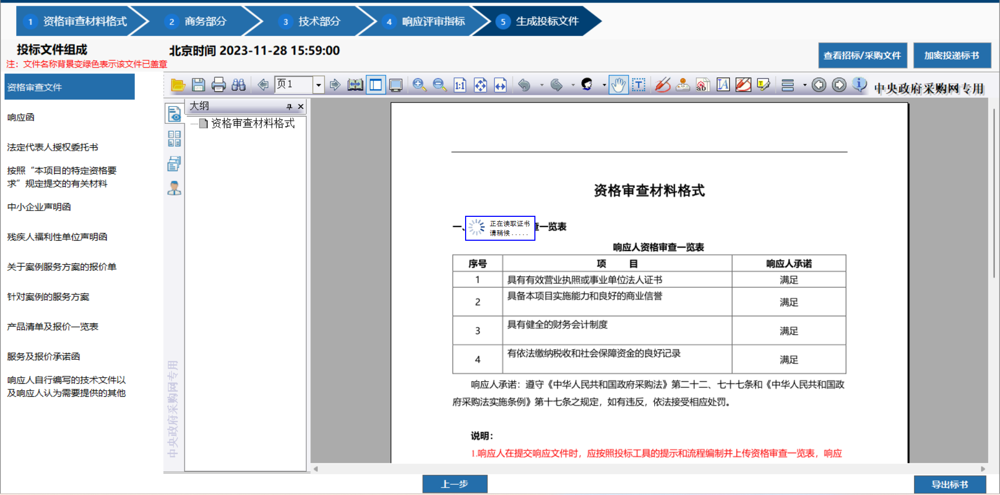 1 资格审查材料格式
2 商务部分
3 技术部分
4 响应评审指标
5 生成投标文件
投标文件组成
注：文件名称背景变绿色表示该文件已盖章
北京时间 2023-11-28 15:59:00
查看招标/采购文件
加密投递标书
资格审查文件
响应函
法定代表人授权委托书
按照“本项目的特定资格要
求”规定提交的有关材料
中小企业声明函
残疾人福利性单位声明函
关于案例服务方案的报价单
针对案例的服务方案
产品清单及报价一览表
服务及报价承诺函
响应人自行编写的技术文件以
及响应人认为需要提供的其他
页1
1:1
中央政府采购网专用
大纲
资格审查材料格式
中央政府采购网专用
资格审查材料格式
一、
正在读取证书
请稍候.....
一览表
响应人资格审查一览表
序号 项 目 响应人承诺
1 具有有效营业执照或事业单位法人证书 满足
2 具备本项目实施能力和良好的商业信誉 满足
3 具有健全的财务会计制度 满足
4 有依法缴纳税收和社会保障资金的良好记录 满足
响应人承诺：遵守《中华人民共和国政府采购法》第二十二、七十七条和《中华人民共和国政
府采购法实施条例》第十七条之规定，如有违反，依法接受相应处罚。
说明：
1.响应人在提交响应文件时，应按照投标工具的提示和流程编制并上传资格审查一览表，响应
上一步
导出标书